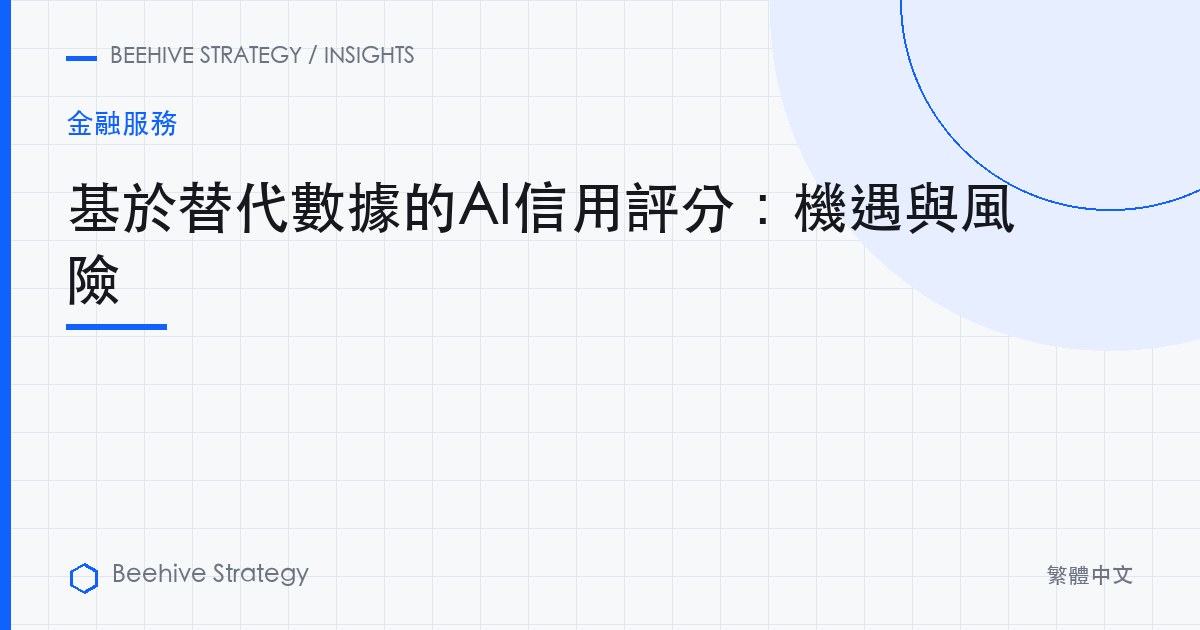 BEEHIVE STRATEGY / INSIGHTS
金融服務
基於替代數據的AI信用評分：機遇與風
險
Beehive Strategy
繁體中文